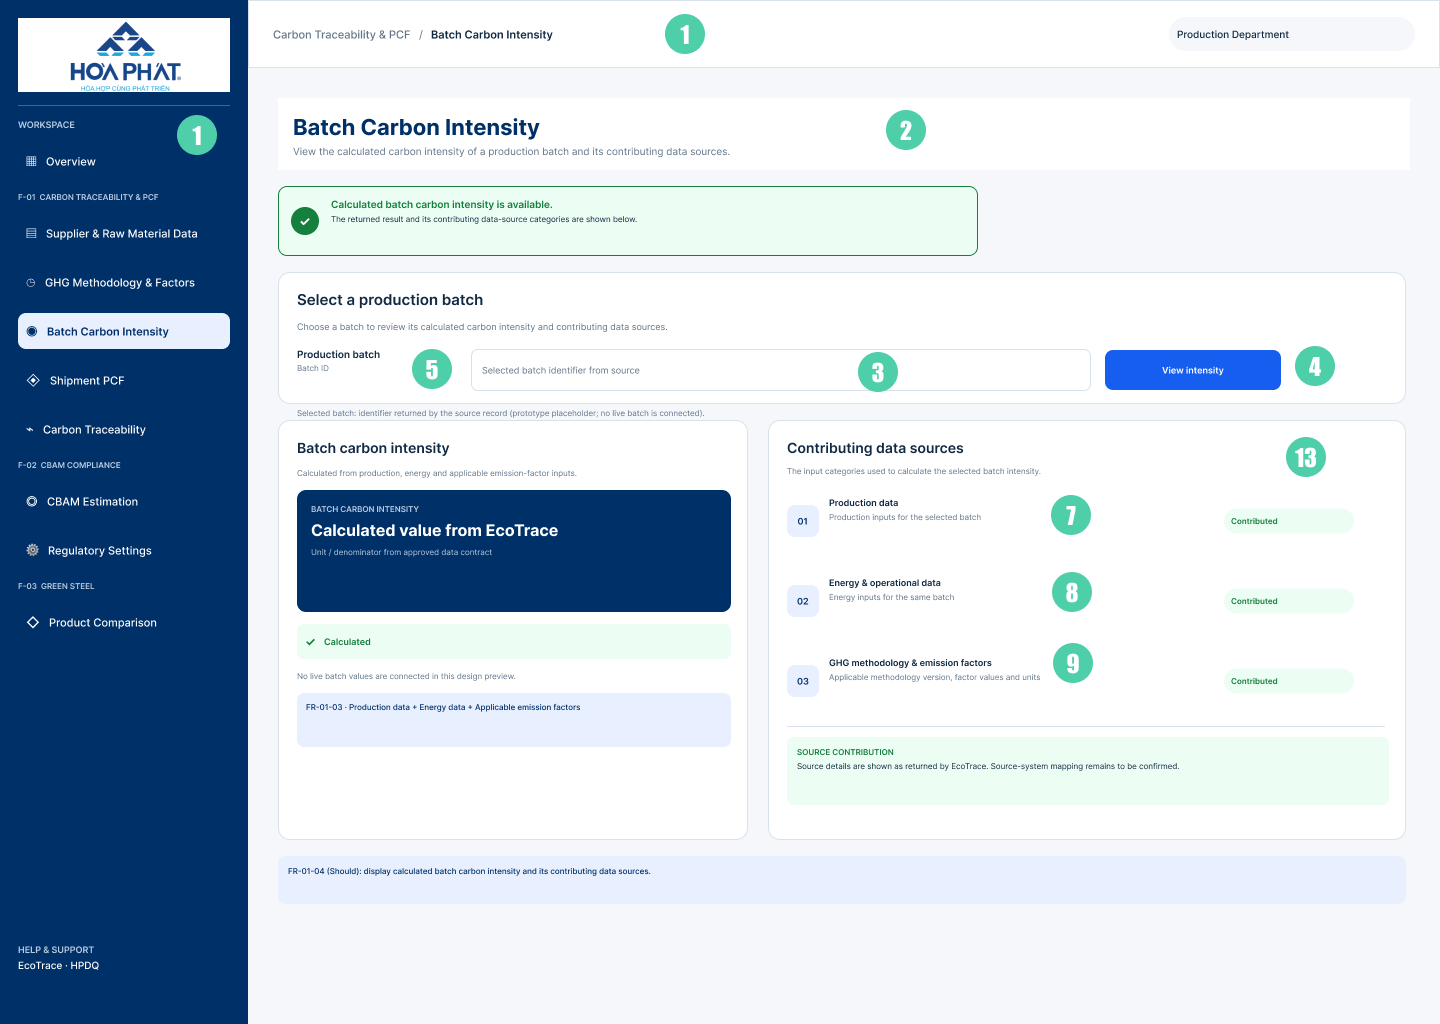 HÒA PHÁT
HÒA HỢP CÙNG PHÁT TRIỂN
WORKSPACE
1
Overview
F-01 CARBON TRACEABILITY & PCF
Supplier & Raw Material Data
GHG Methodology & Factors
Batch Carbon Intensity
Shipment PCF
Carbon Traceability
F-02 CBAM COMPLIANCE
CBAM Estimation
Regulatory Settings
F-03 GREEN STEEL
Product Comparison
HELP & SUPPORT
EcoTrace · HPDQ
Carbon Traceability & PCF / Batch Carbon Intensity
1
Production Department
Batch Carbon Intensity
2
View the calculated carbon intensity of a production batch and its contributing data sources.
Calculated batch carbon intensity is available.
The returned result and its contributing data-source categories are shown below.
Select a production batch
Choose a batch to review its calculated carbon intensity and contributing data sources.
Production batch
Batch ID
5
Selected batch identifier from source
3
View intensity
4
Selected batch: identifier returned by the source record (prototype placeholder; no live batch is connected).
Batch carbon intensity
Calculated from production, energy and applicable emission-factor inputs.
BATCH CARBON INTENSITY
Calculated value from EcoTrace
Unit / denominator from approved data contract
Calculated
No live batch values are connected in this design preview.
FR-01-03 · Production data + Energy data + Applicable emission factors
Contributing data sources
13
The input categories used to calculate the selected batch intensity.
01
Production data
Production inputs for the selected batch
7
Contributed
02
Energy & operational data
Energy inputs for the same batch
8
Contributed
03
GHG methodology & emission factors
Applicable methodology version, factor values and units
9
Contributed
SOURCE CONTRIBUTION
Source details are shown as returned by EcoTrace. Source-system mapping remains to be confirmed.
FR-01-04 (Should): display calculated batch carbon intensity and its contributing data sources.